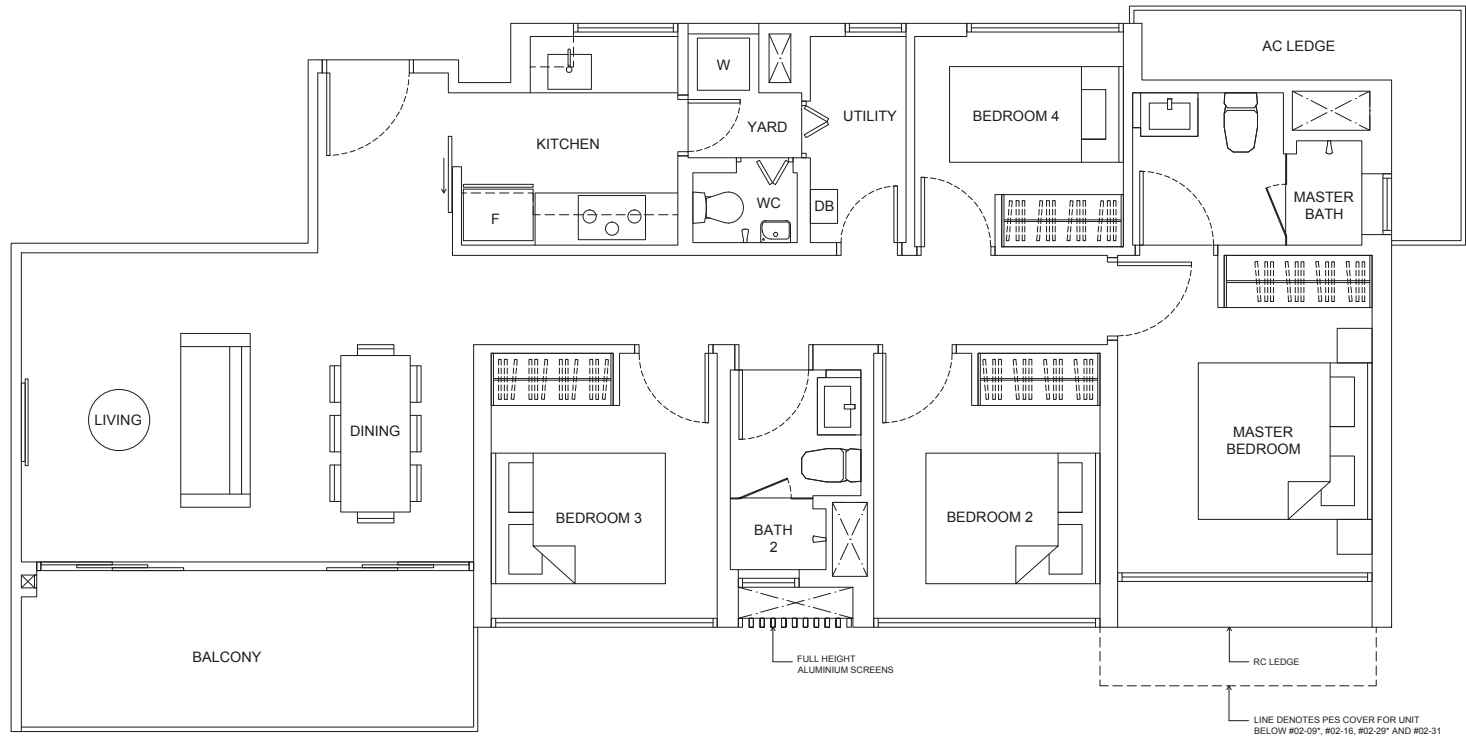 AC LEDGE
W
YARD
UTILITY
BEDROOM 4
KITCHEN
F
WC
DB
MASTER
BATH
LIVING
DINING
MASTER
BEDROOM
BEDROOM 3
BATH
2
BEDROOM 2
BALCONY
FULL HEIGHT
ALUMINIUM SCREENS
RC LEDGE
LINE DENOTES PES COVER FOR UNIT
BELOW #02-09*, #02-16, #02-29* AND #02-31